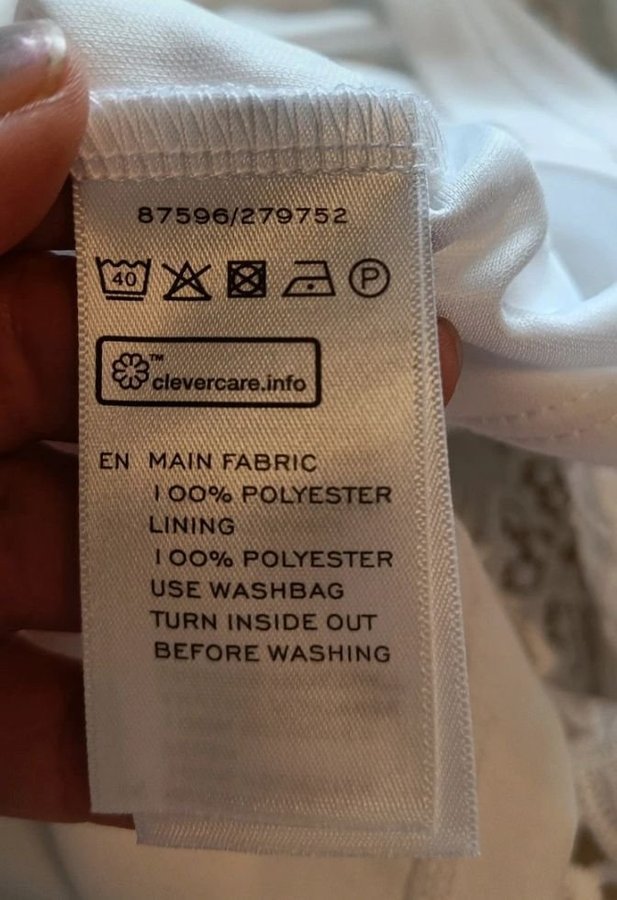 87596/279752
40 P
™
clevercare.info
EN MAIN FABRIC
100% POLYESTER
LINING
100% POLYESTER
USE WASHBAG
TURN INSIDE OUT
BEFORE WASHING